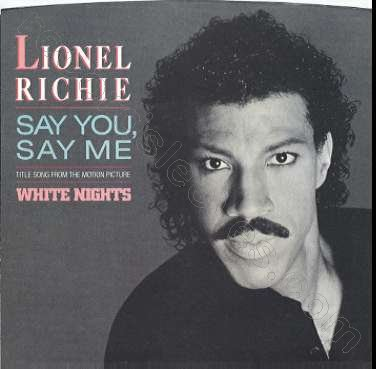 LIONEL
RICHIE
SAY YOU,
SAY ME
TITLE SONG FROM THE MOTION PICTURE
WHITE NIGHTS